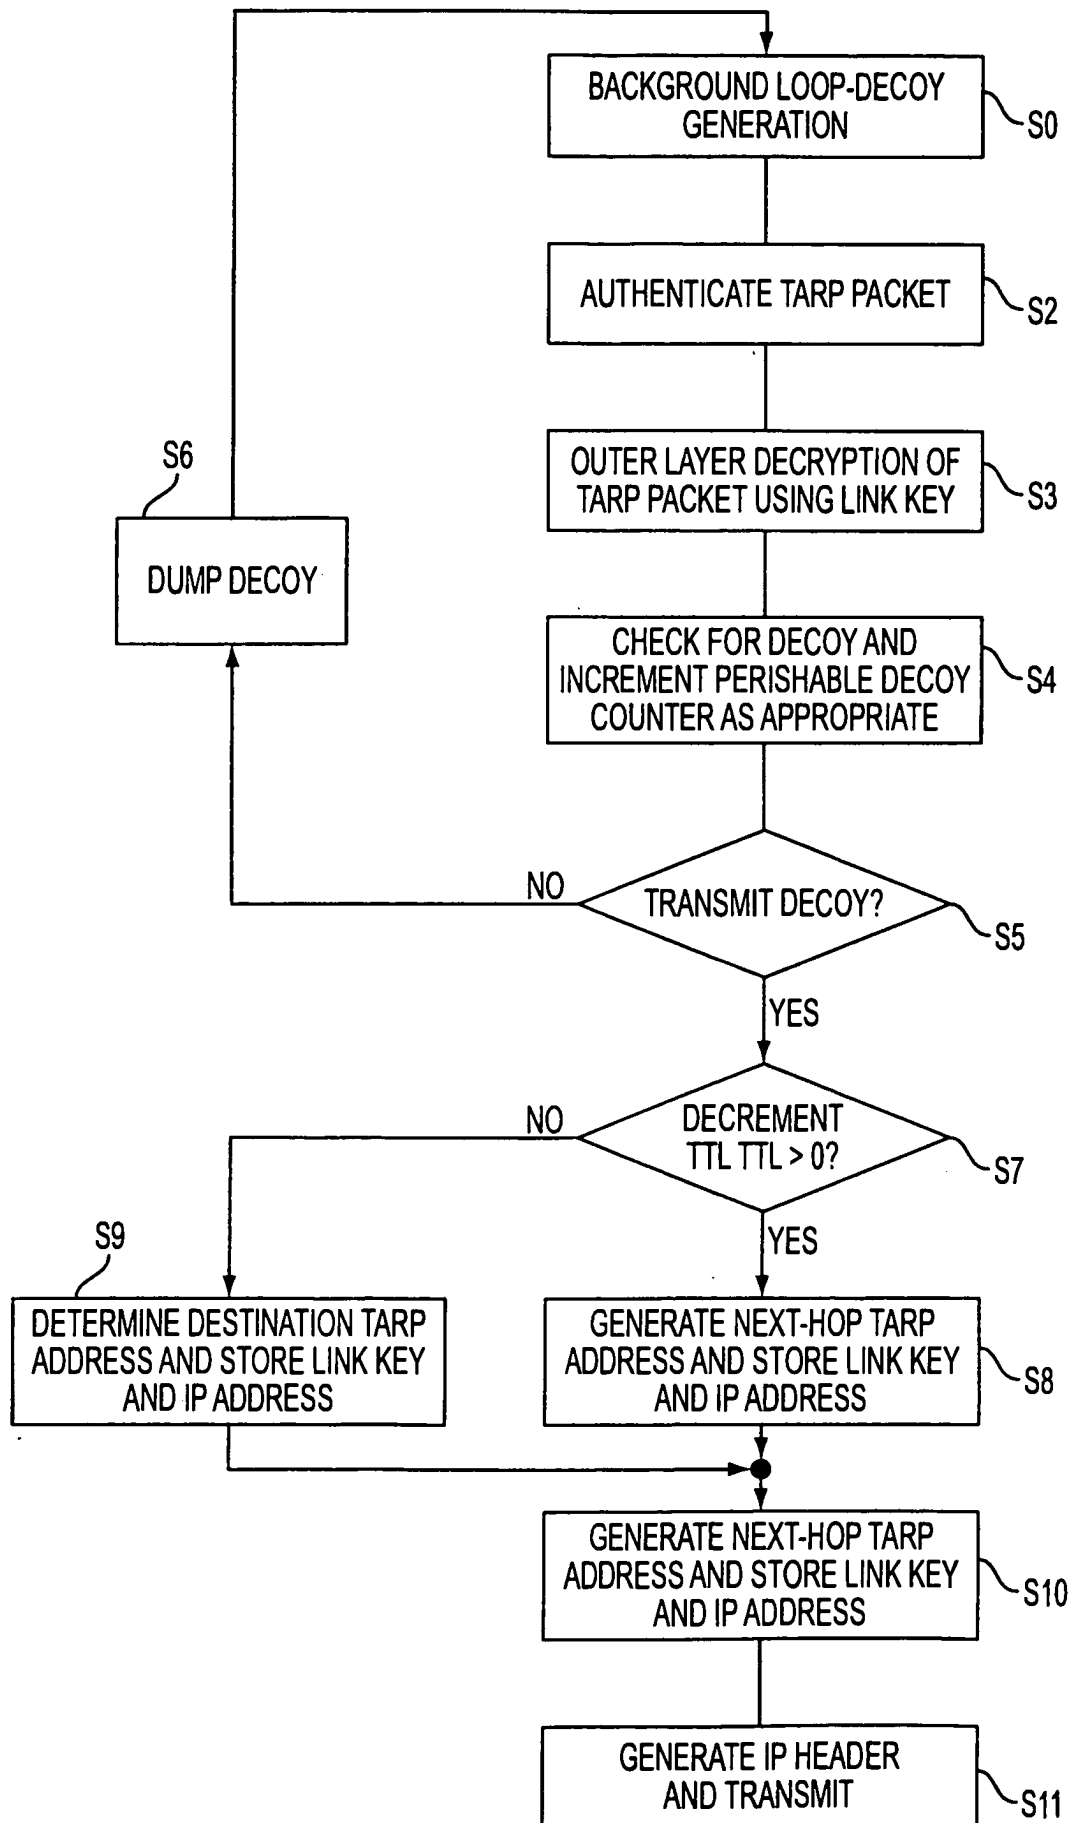 BACKGROUND LOOP-DECOY
GENERATION
S0
AUTHENTICATE TARP PACKET
S2
OUTER LAYER DECRYPTION OF
TARP PACKET USING LINK KEY
S3
S6
DUMP DECOY
CHECK FOR DECOY AND
INCREMENT PERISHABLE DECOY
COUNTER AS APPROPRIATE
S4
NO
TRANSMIT DECOY?
S5
YES
NO
DECREMENT
TTL TTL > 0?
S7
YES
S9
DETERMINE DESTINATION TARP
ADDRESS AND STORE LINK KEY
AND IP ADDRESS
GENERATE NEXT-HOP TARP
ADDRESS AND STORE LINK KEY
AND IP ADDRESS
S8
GENERATE NEXT-HOP TARP
ADDRESS AND STORE LINK KEY
AND IP ADDRESS
S10
GENERATE IP HEADER
AND TRANSMIT
S11